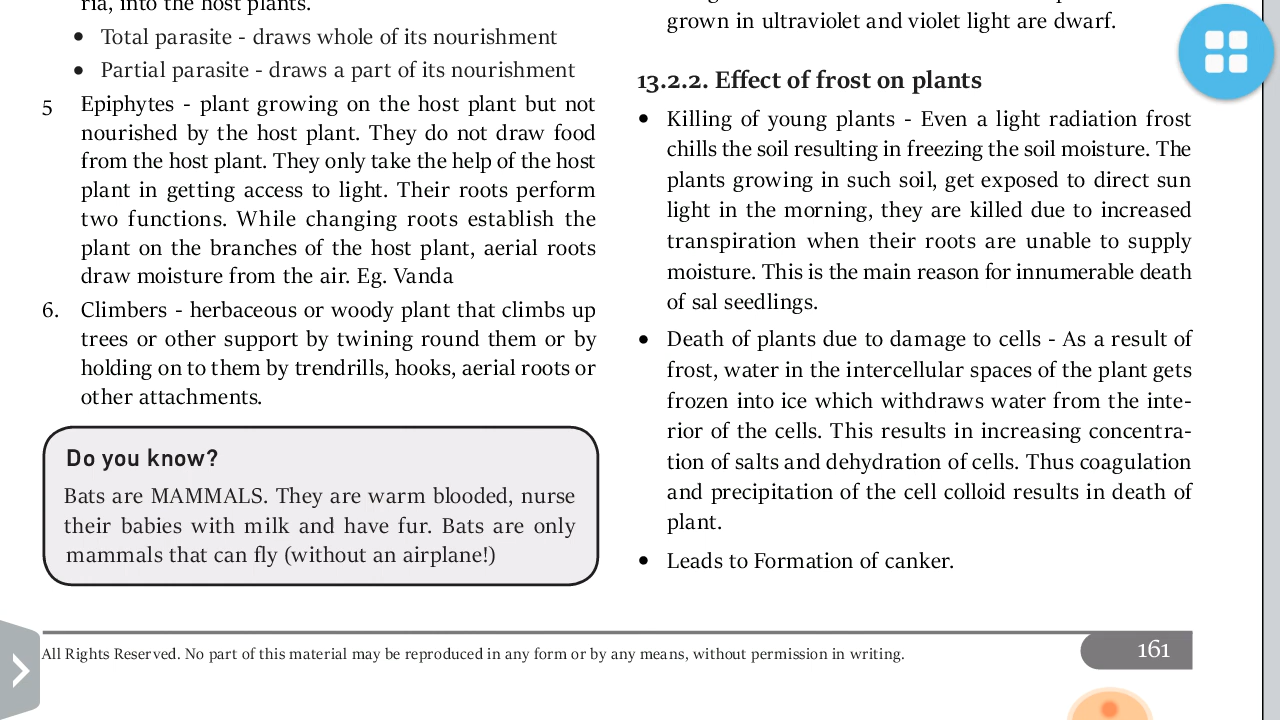 ria, into the host plants.
• Total parasite - draws whole of its nourishment
• Partial parasite - draws a part of its nourishment
5 Epiphytes - plant growing on the host plant but not
nourished by the host plant. They do not draw food
from the host plant. They only take the help of the host
plant in getting access to light. Their roots perform
two functions. While changing roots establish the
plant on the branches of the host plant, aerial roots
draw moisture from the air. Eg. Vanda
6. Climbers - herbaceous or woody plant that climbs up
trees or other support by twining round them or by
holding on to them by trendrills, hooks, aerial roots or
other attachments.
Do you know?
Bats are MAMMALS. They are warm blooded, nurse
their babies with milk and have fur. Bats are only
mammals that can fly (without an airplane!)
grown in ultraviolet and violet light are dwarf.
13.2.2. Effect of frost on plants
• Killing of young plants - Even a light radiation frost
chills the soil resulting in freezing the soil moisture. The
plants growing in such soil, get exposed to direct sun
light in the morning, they are killed due to increased
transpiration when their roots are unable to supply
moisture. This is the main reason for innumerable death
of sal seedlings.
• Death of plants due to damage to cells - As a result of
frost, water in the intercellular spaces of the plant gets
frozen into ice which withdraws water from the inte-
rior of the cells. This results in increasing concentra-
tion of salts and dehydration of cells. Thus coagulation
and precipitation of the cell colloid results in death of
plant.
• Leads to Formation of canker.
All Rights Reserved. No part of this material may be reproduced in any form or by any means, without permission in writing.
161